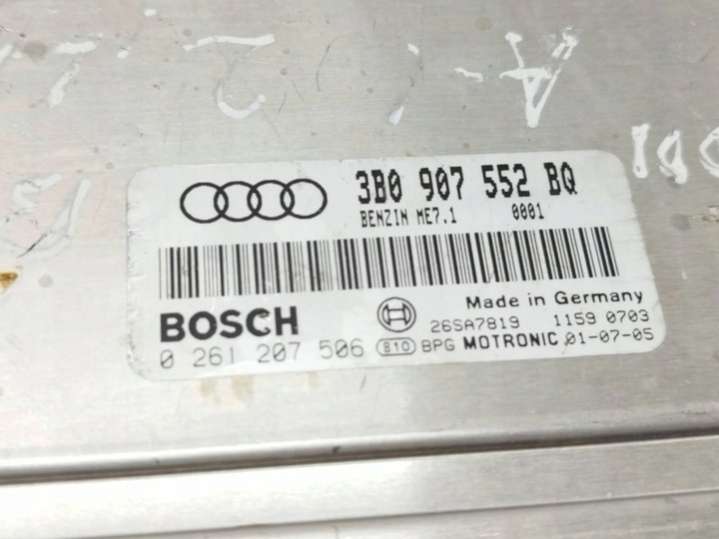 3B0 907 552 BQ
BENZIN ME7.1 0001
BOSCH
Made in Germany
26SA7819 1159 0703
0 261 207 506 B10 BPG MOTRONIC 01-07-05